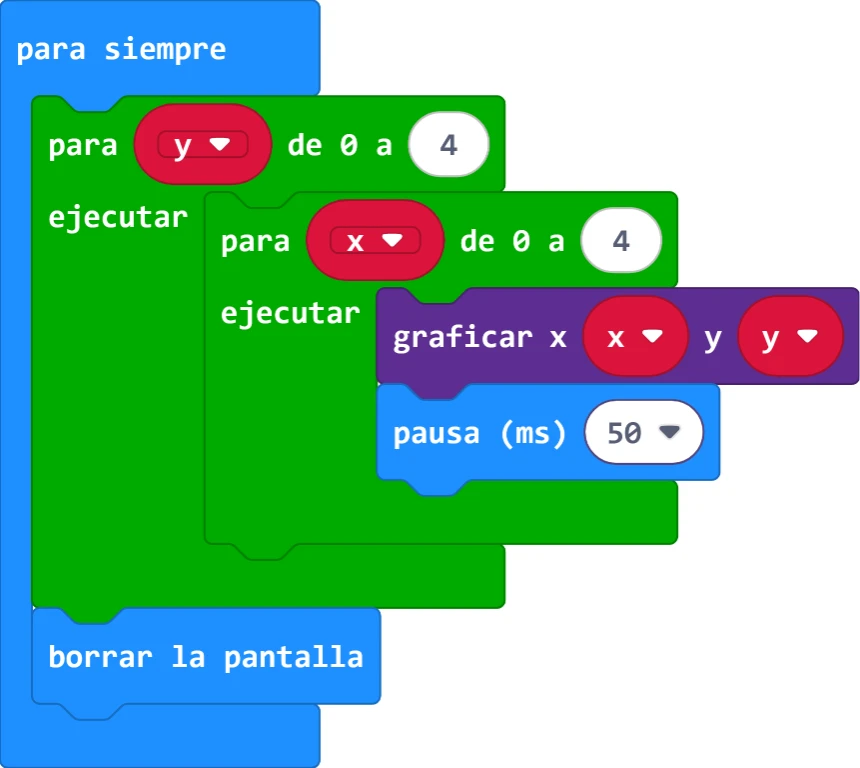 para siempre
para y de 0 a 4
ejecutar
para x de 0 a 4
ejecutar
graficar x x y y
pausa (ms) 50
borrar la pantalla